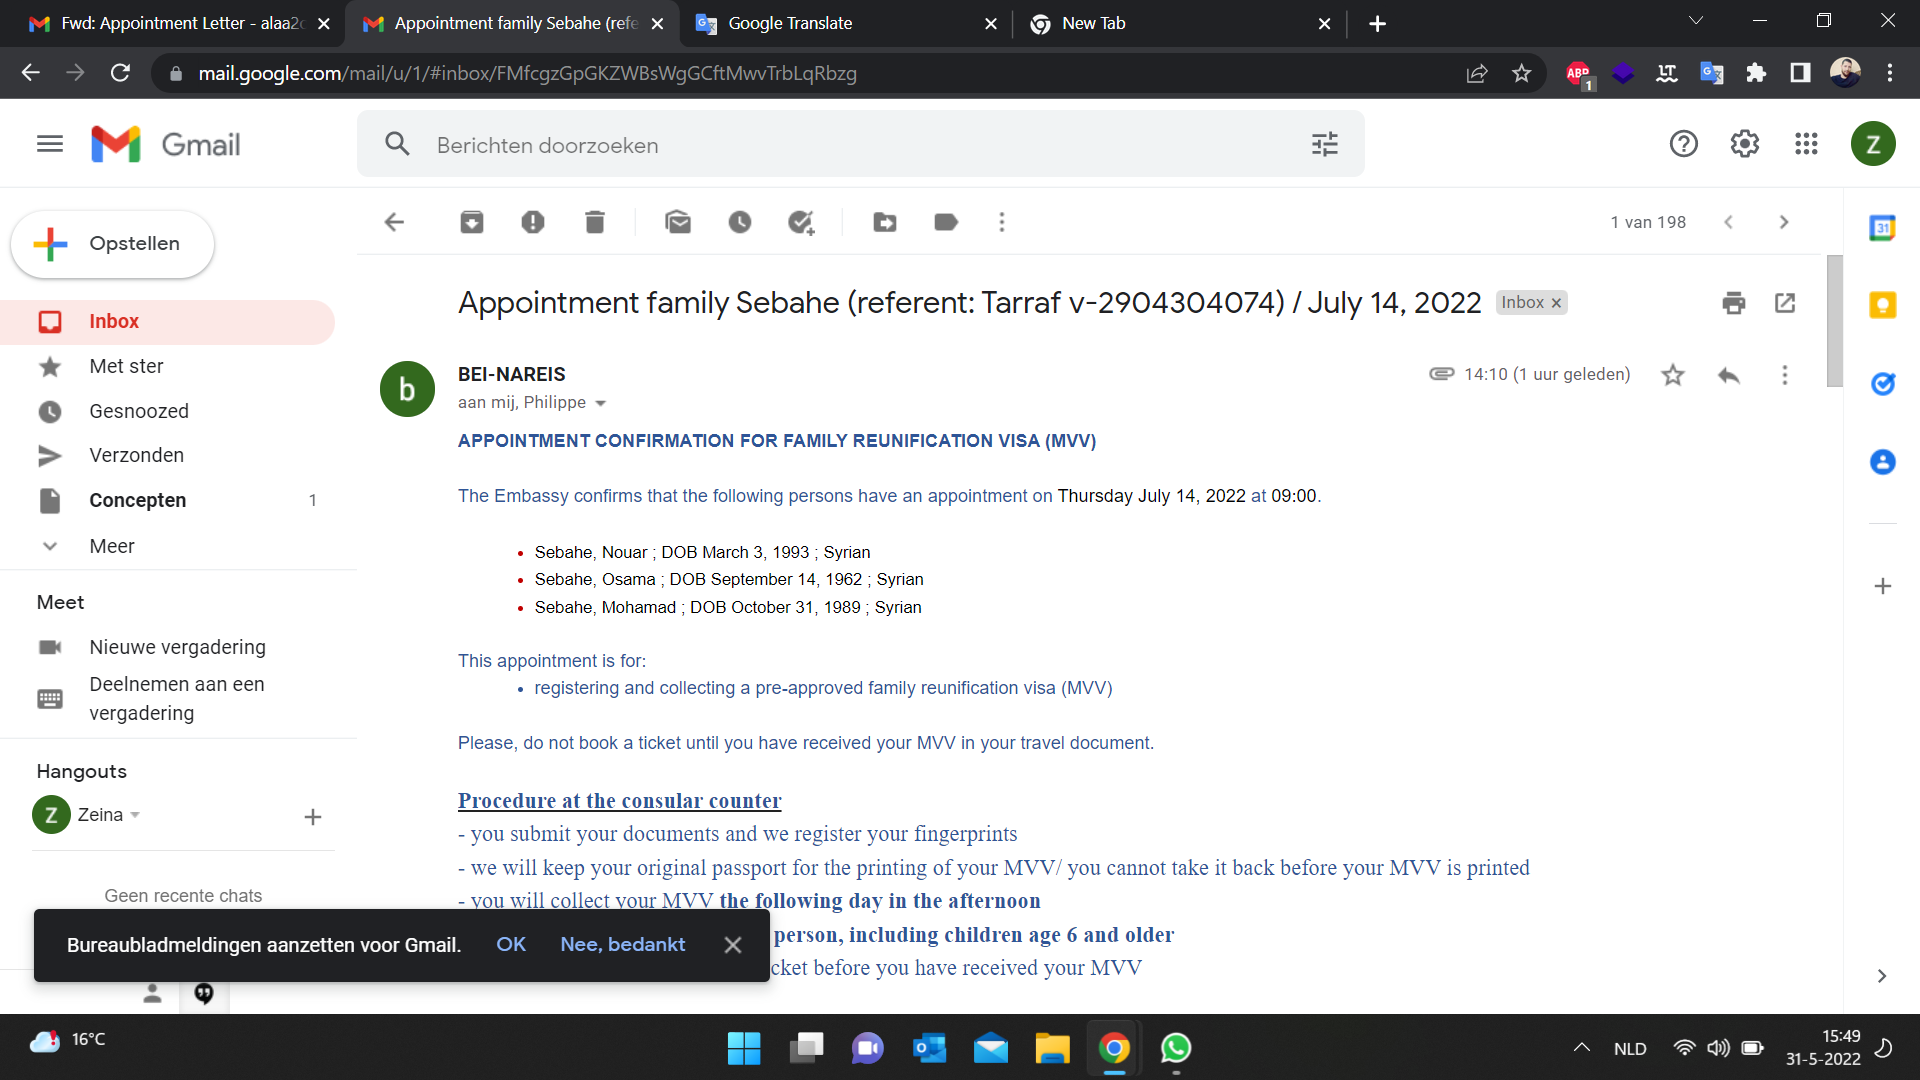 Fwd: Appointment Letter - alaa2c
Appointment family Sebahe (refe
Google Translate
New Tab
mail.google.com/mail/u/1/#inbox/FMfcgzGpGKZWBsWgGCftMwvTrbLqRbzg
ABP
1
Gmail
Berichten doorzoeken
Z
Opstellen
1 van 198
31
Inbox
Met ster
Gesnoozed
Verzonden
Concepten 1
Meer
Meet
Nieuwe vergadering
Deelnemen aan een
vergadering
Hangouts
Z Zeina
Geen recente chats
Appointment family Sebahe (referent: Tarraf v-2904304074) / July 14, 2022 Inbox
b
BEI-NAREIS
14:10 (1 uur geleden)
aan mij, Philippe
APPOINTMENT CONFIRMATION FOR FAMILY REUNIFICATION VISA (MVV)
The Embassy confirms that the following persons have an appointment on Thursday July 14, 2022 at 09:00.
• Sebahe, Nouar ; DOB March 3, 1993 ; Syrian
• Sebahe, Osama ; DOB September 14, 1962 ; Syrian
• Sebahe, Mohamad ; DOB October 31, 1989 ; Syrian
This appointment is for:
• registering and collecting a pre-approved family reunification visa (MVV)
Please, do not book a ticket until you have received your MVV in your travel document.
Procedure at the consular counter
- you submit your documents and we register your fingerprints
- we will keep your original passport for the printing of your MVV/ you cannot take it back before your MVV is printed
- you will collect your MVV the following day in the afternoon
person, including children age 6 and older
cket before you have received your MVV
Bureaubladmeldingen aanzetten voor Gmail. OK Nee, bedankt
16°C
NLD
15:49
31-5-2022